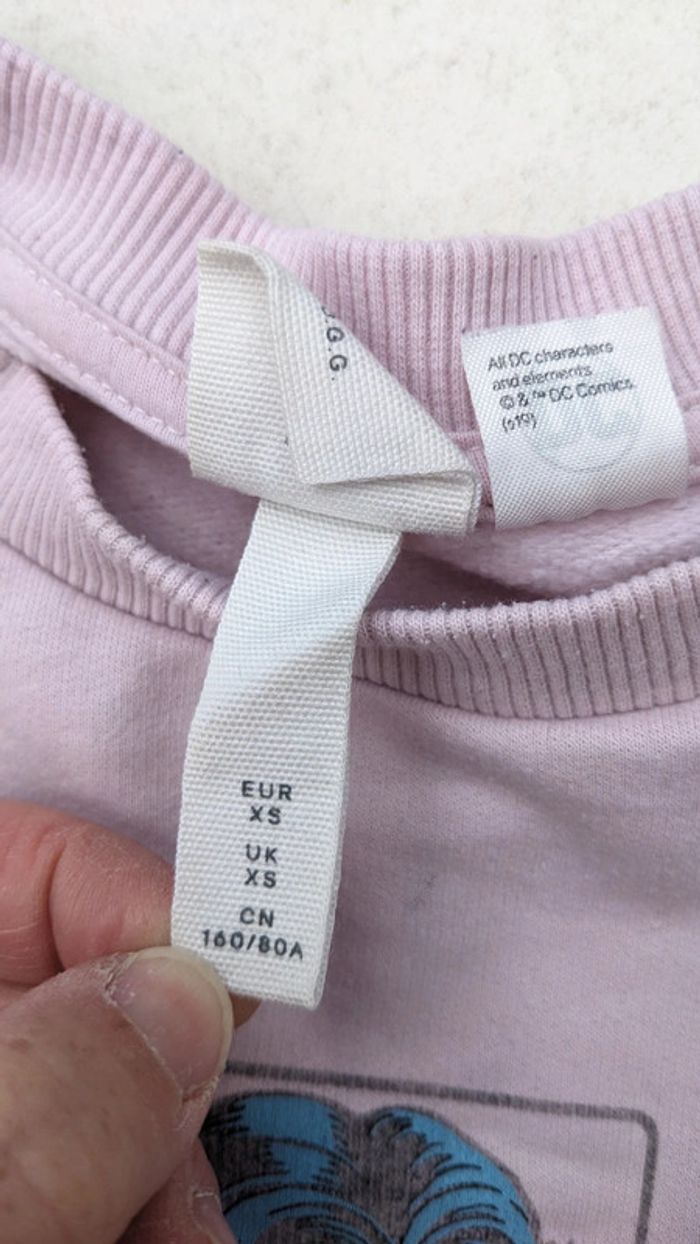 .G.G.
All DC characters
and elements
© & ™ DC Comics.
(s19)
EUR
XS
UK
XS
CN
160/80A